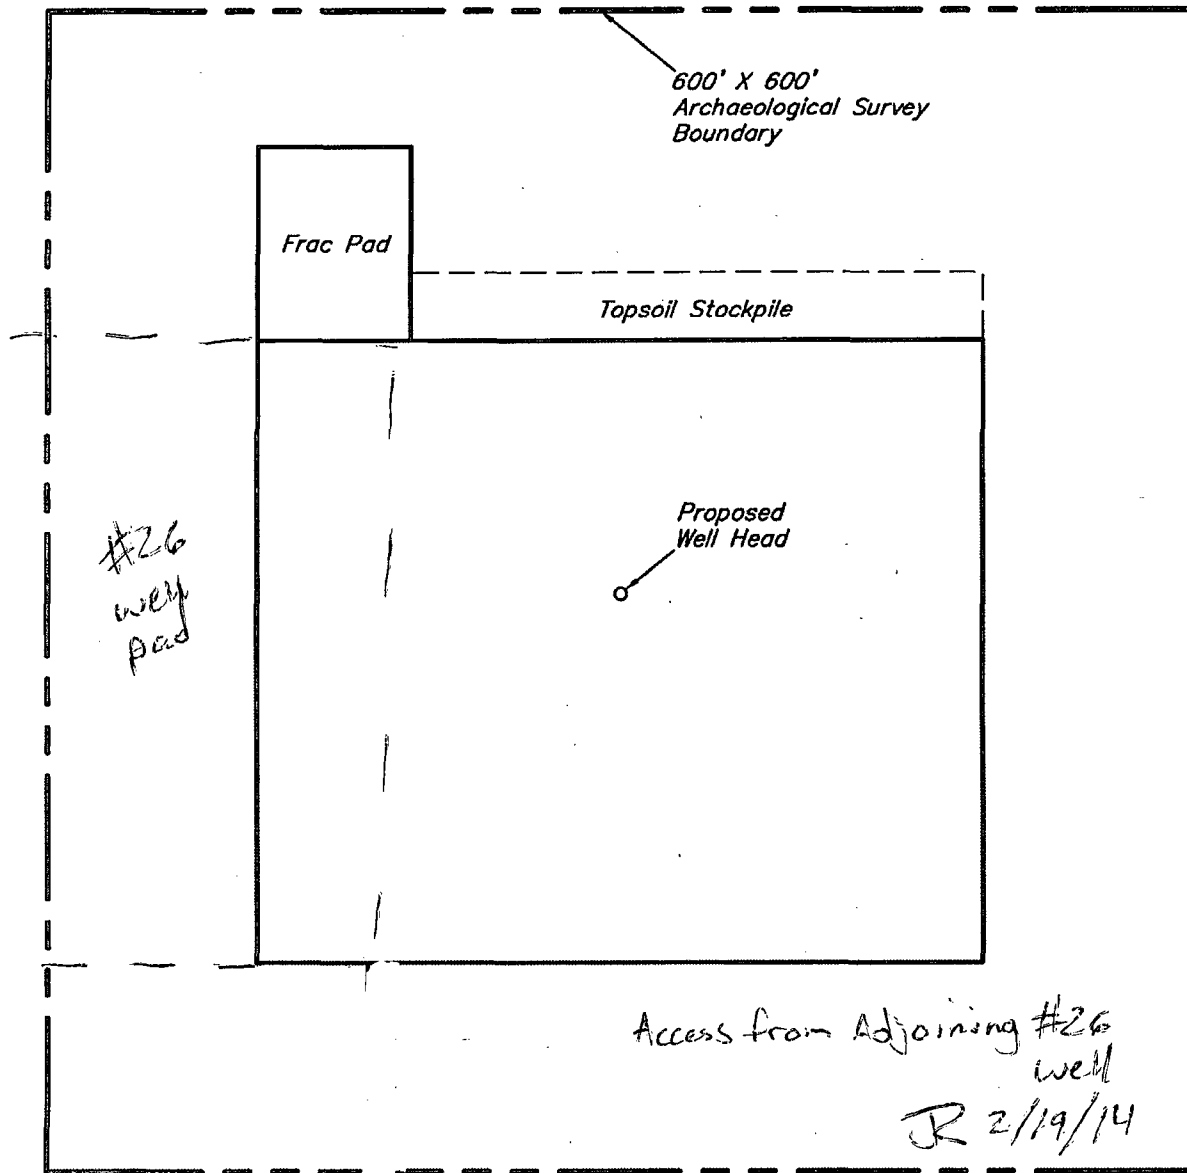 600' X 600'
Archaeological Survey
Boundary
Frac Pad
Topsoil Stockpile
Proposed
Well Head
#26
well
pad
Access from Adjoining #26
well
JR 2/19/14